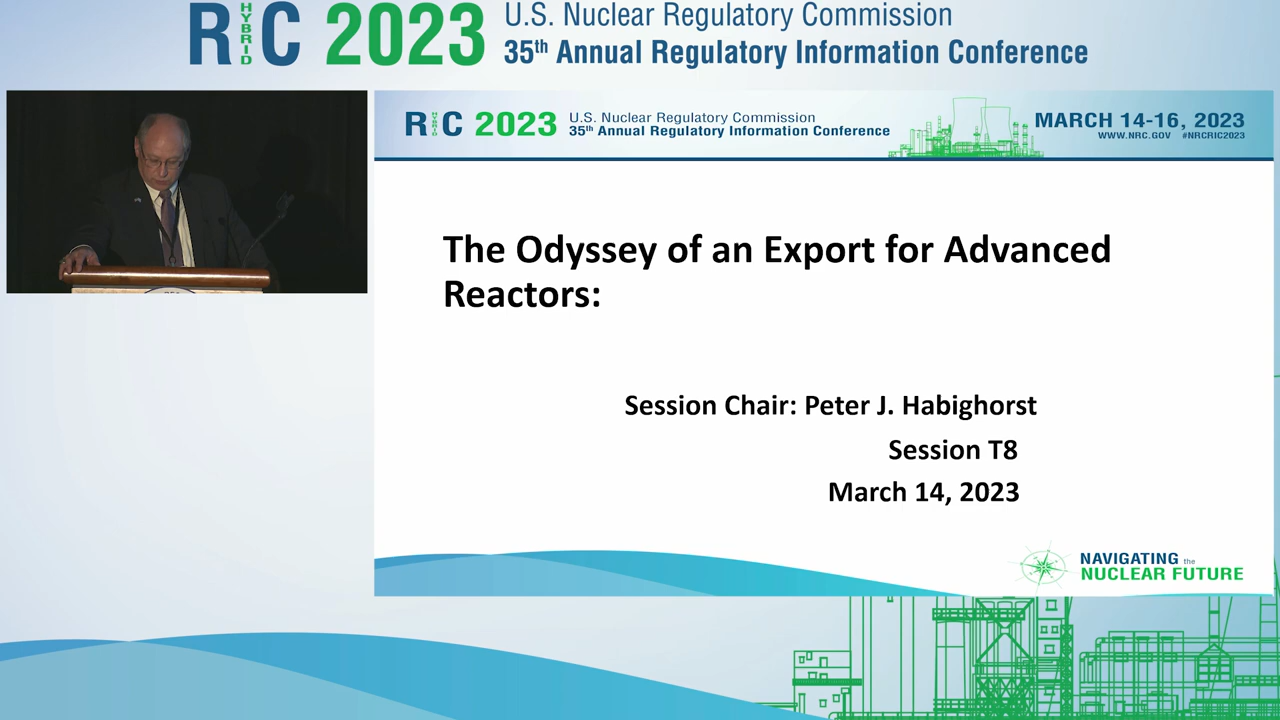 RIC 2023
HYBRID
U.S. Nuclear Regulatory Commission
35th Annual Regulatory Information Conference
RIC 2023
HYBRID
U.S. Nuclear Regulatory Commission
35th Annual Regulatory Information Conference
MARCH 14-16, 2023
WWW.NRC.GOV #NRCRIC2023
The Odyssey of an Export for Advanced
Reactors:
Session Chair: Peter J. Habighorst
Session T8
March 14, 2023
NAVIGATING the
NUCLEAR FUTURE